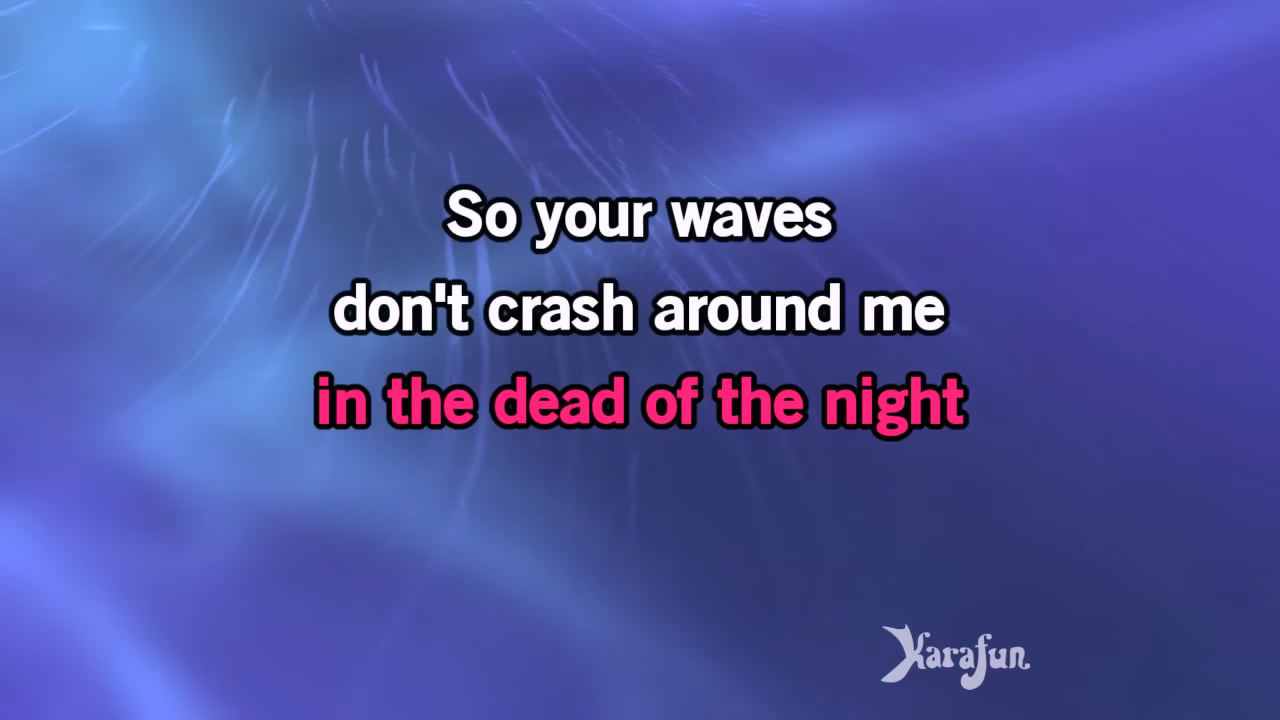 So your waves
don't crash around me
in the dead of the night
Karafun